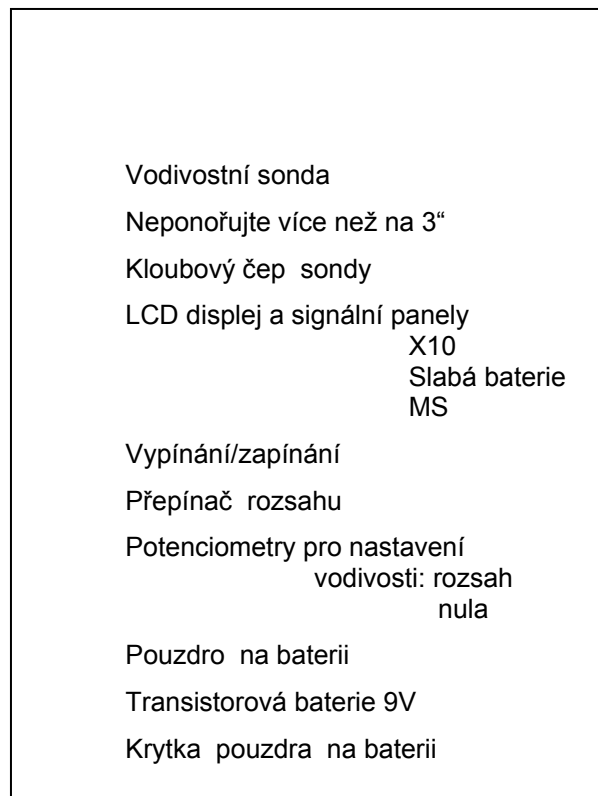 Vodivostní sonda
Neponořujte více než na 3“
Kloubový čep sondy
LCD displej a signální panely
X10
Slabá baterie
MS
Vypínání/zapínání
Přepínač rozsahu
Potenciometry pro nastavení
vodivosti: rozsah
nula
Pouzdro na baterii
Transistorová baterie 9V
Krytka pouzdra na baterii